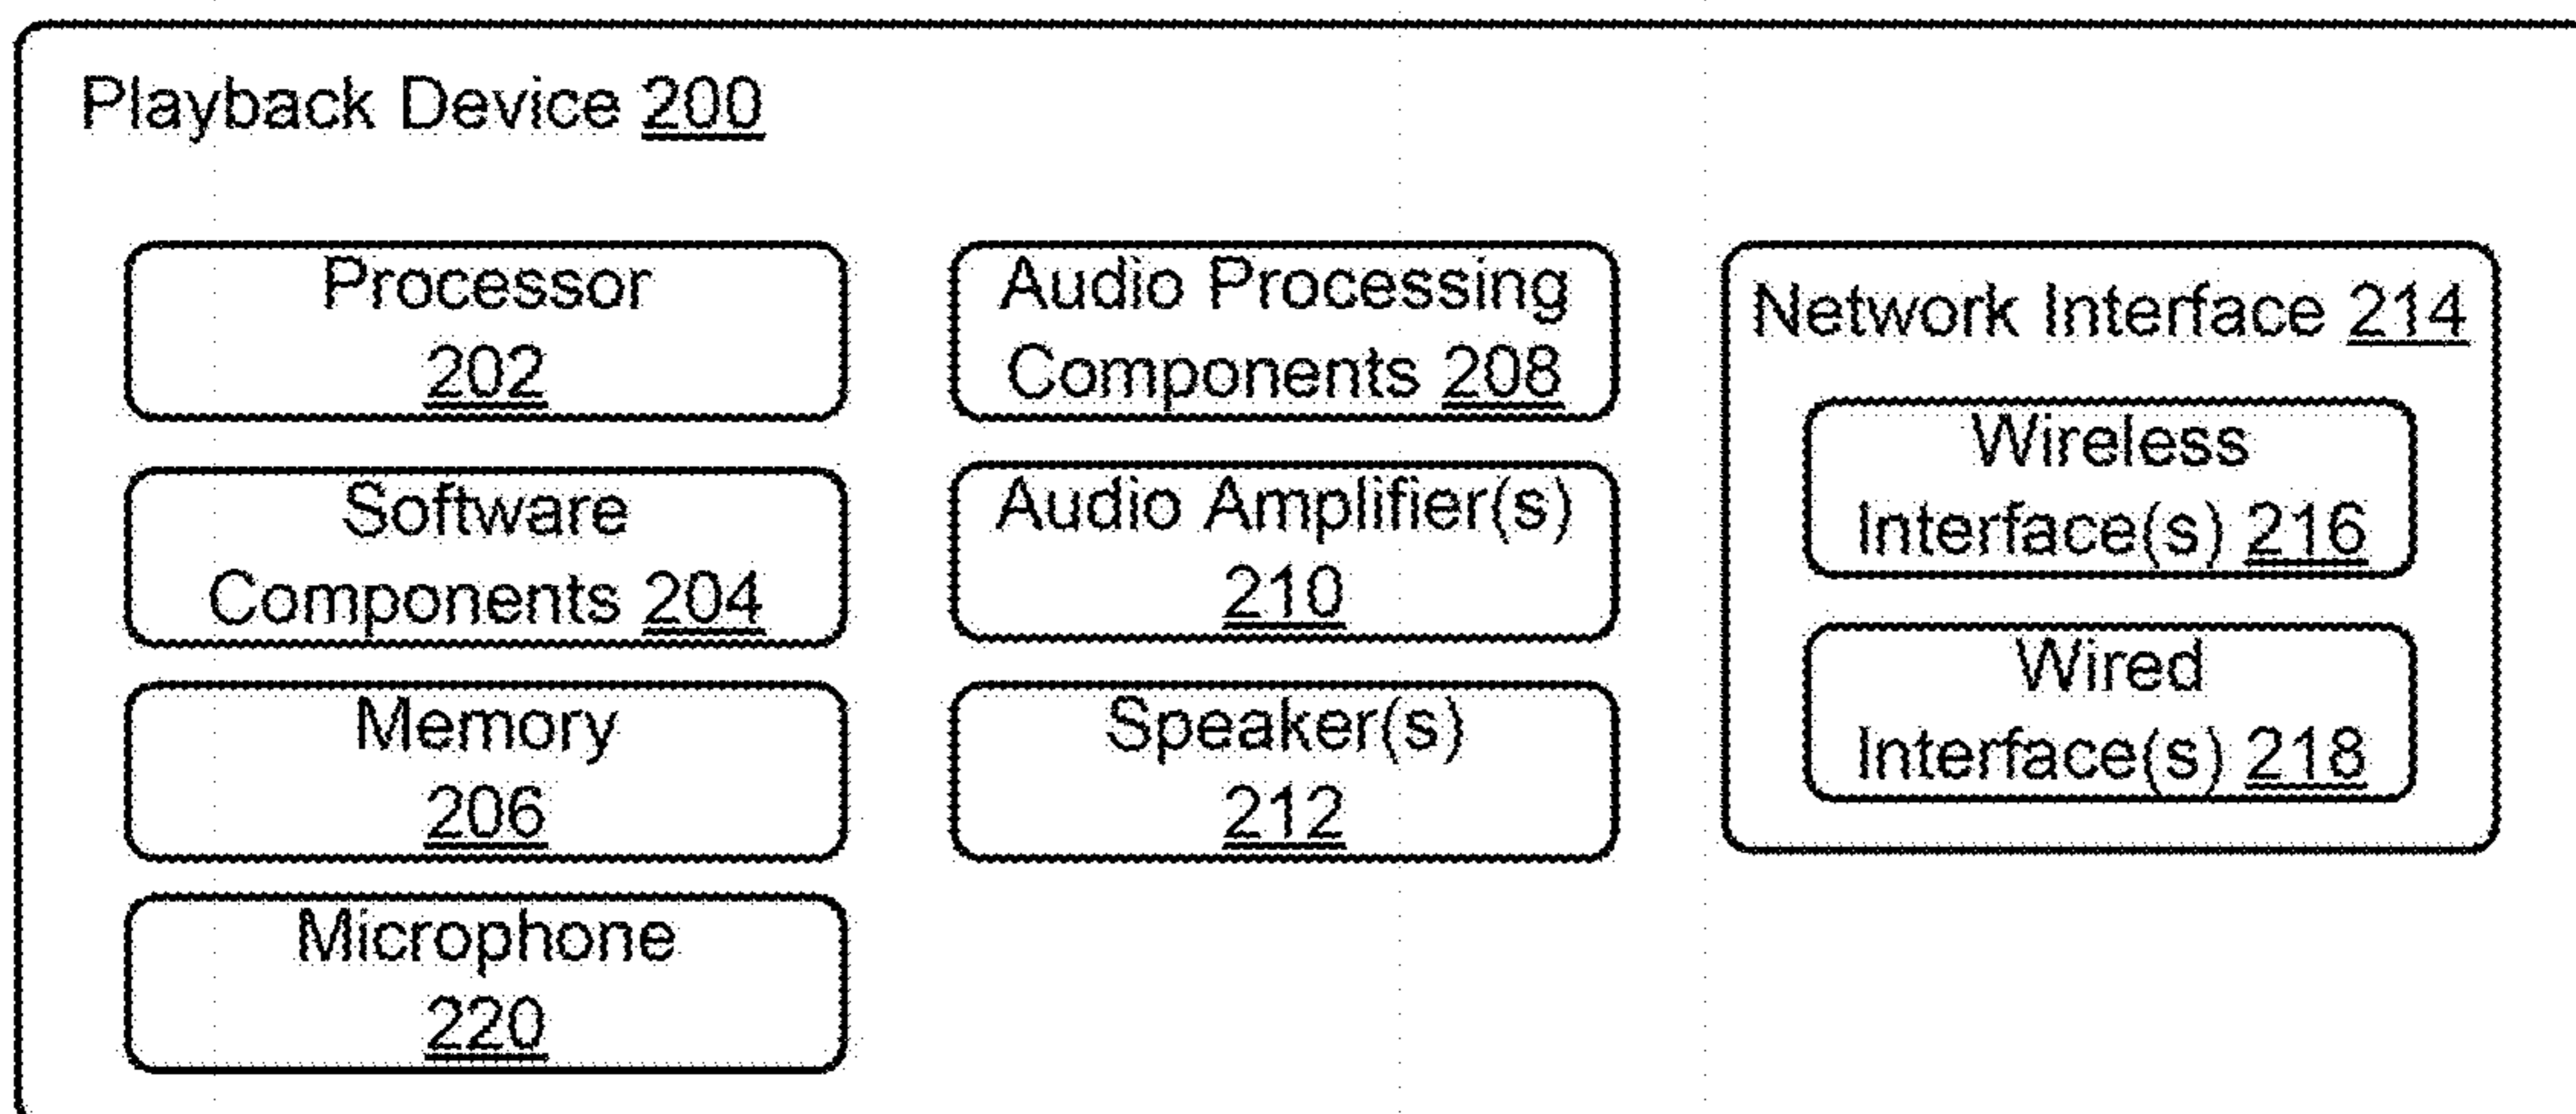 Playback Device 200
Processor
202
Software
Components 204
Memory
206
Microphone
220
Audio Processing
Components 208
Audio Amplifier(s)
210
Speaker(s)
212
Network Interface 214
Wireless
Interface(s) 216
Wired
Interface(s) 218